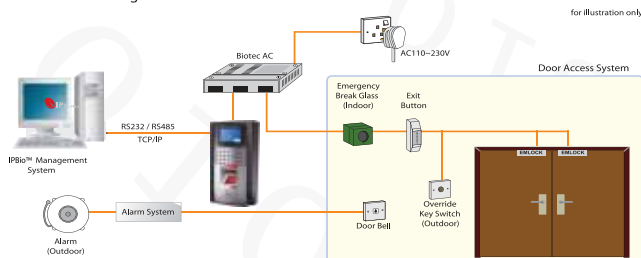 for illustration only
Biotec AC
AC110~230V
Door Access System
Emergency
Break Glass
(Indoor)
Exit
Button
RS232 / RS485
TCP/IP
IPBio™ Management
System
EMLOCK
EMLOCK
Override
Key Switch
(Outdoor)
Alarm System
Door Bell
Alarm
(Outdoor)